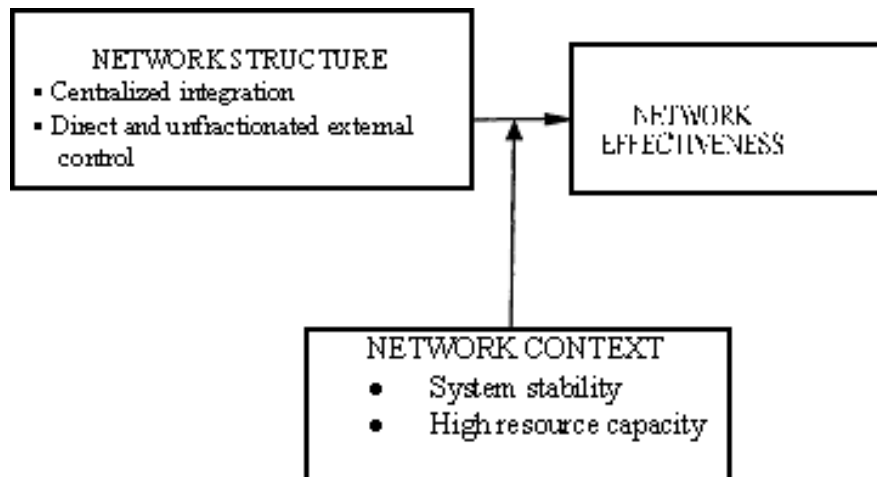 NETWORK STRUCTURE
▪ Centralized integration
▪ Direct and unfractionated external
control
NETWORK
EFFECTIVENESS
NETWORK CONTEXT
● System stability
● High resource capacity